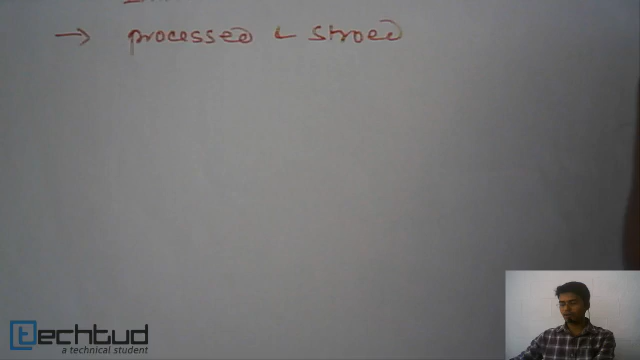 → processed & stroed
techtud
a technical student